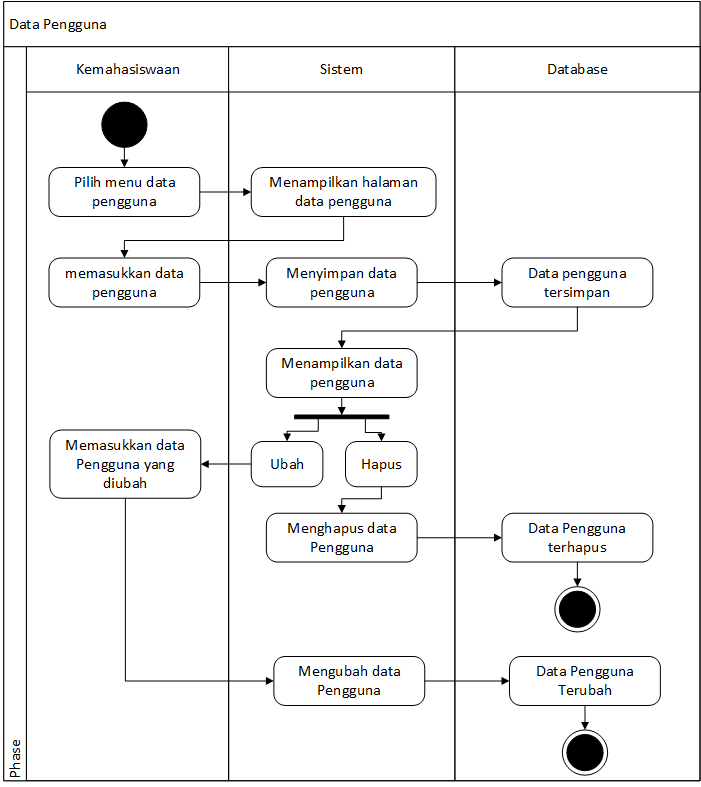 Data Pengguna
Kemahasiswaan
Sistem
Database
Pilih menu data
pengguna
Menampilkan halaman
data pengguna
memasukkan data
pengguna
Menyimpan data
pengguna
Data pengguna
tersimpan
Menampilkan data
pengguna
Memasukkan data
Pengguna yang
diubah
Ubah
Hapus
Menghapus data
Pengguna
Data Pengguna
terhapus
Mengubah data
Pengguna
Data Pengguna
Terubah
Phase